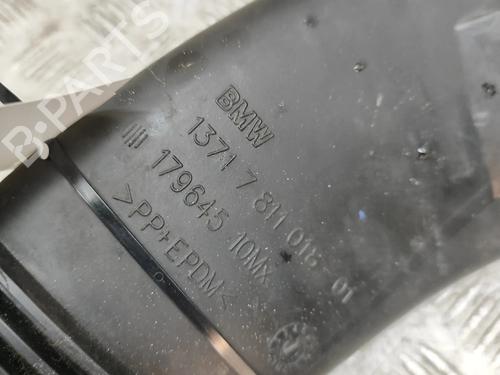 B-PARTS
BMW
1371 7 811 018-01
179645 10MX
>PP+EPDM<